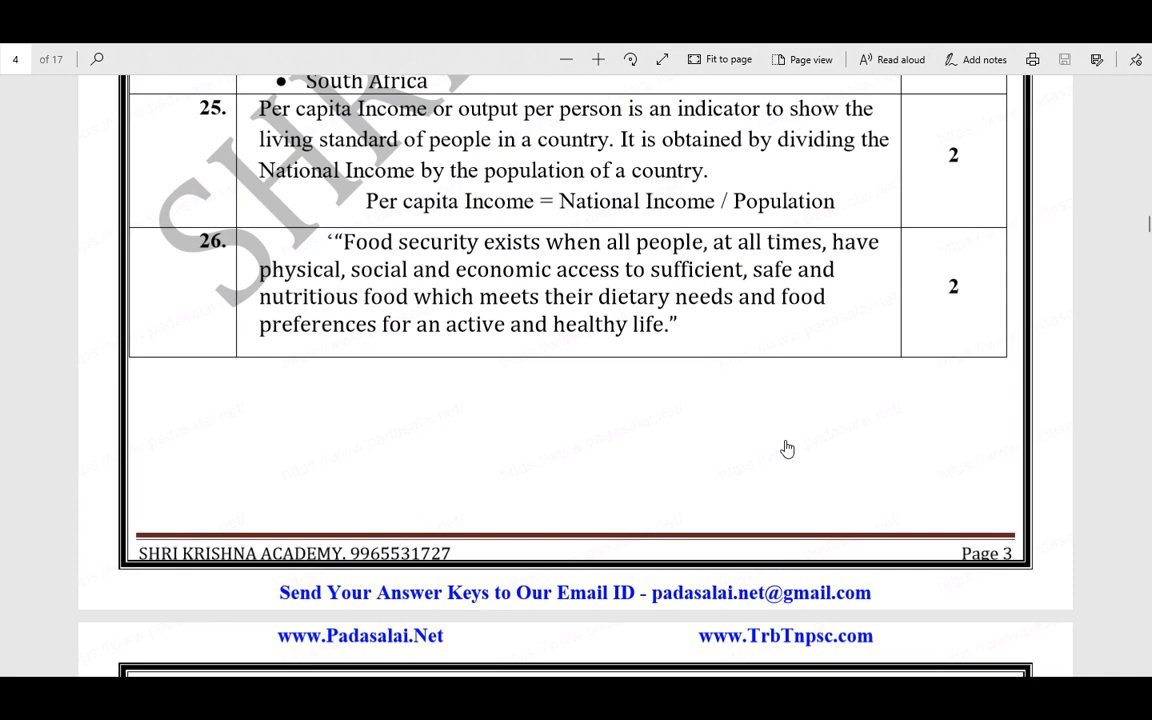 4 of 17 Fit to page Page view Read aloud Add notes
• South Africa
25. Per capita Income or output per person is an indicator to show the
living standard of people in a country. It is obtained by dividing the
2
National Income by the population of a country.
Per capita Income = National Income / Population
26. ‘“Food security exists when all people, at all times, have
physical, social and economic access to sufficient, safe and
2
nutritious food which meets their dietary needs and food
preferences for an active and healthy life.”
SHRI KRISHNA ACADEMY. 9965531727 Page 3
Send Your Answer Keys to Our Email ID - padasalai.net@gmail.com
www.Padasalai.Net www.TrbTnpsc.com